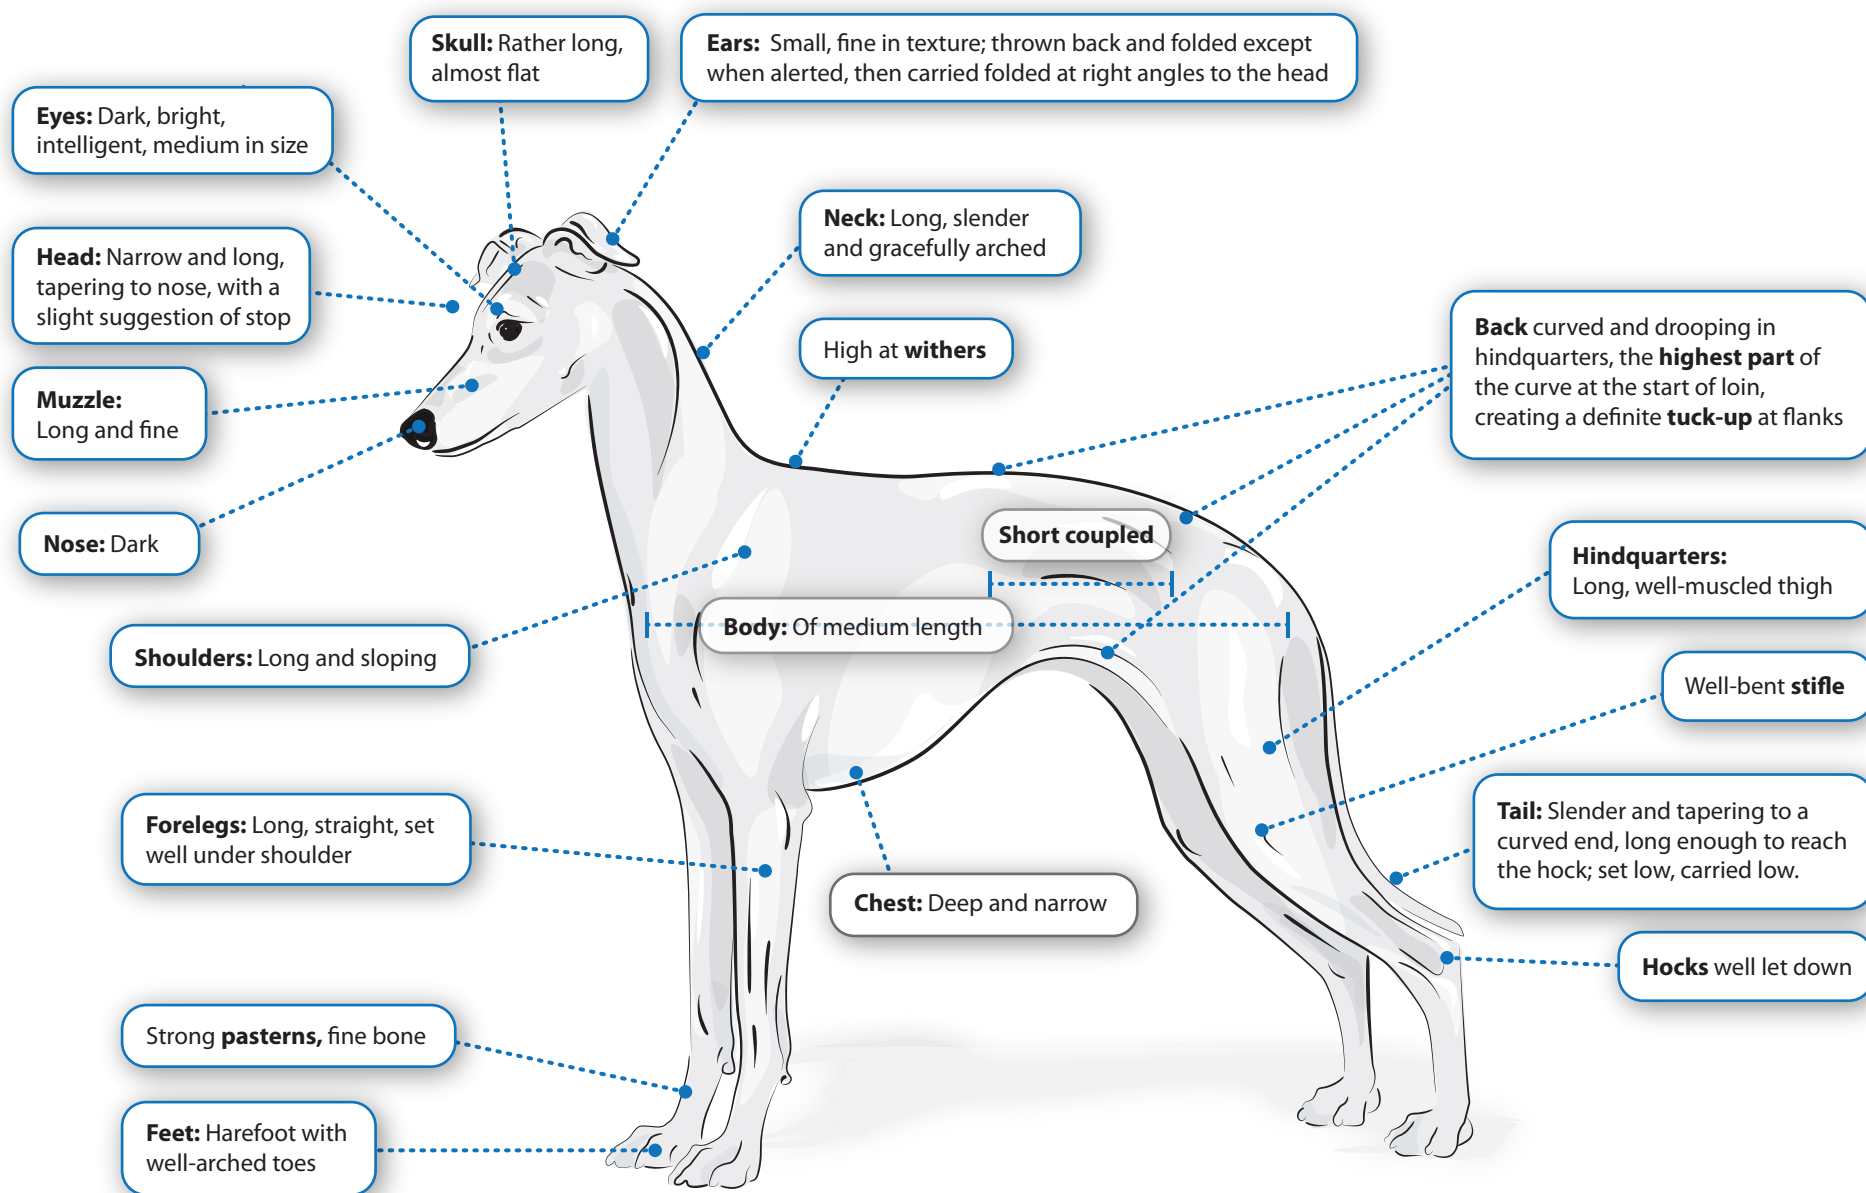 Skull: Rather long,
almost flat
Ears: Small, fine in texture; thrown back and folded except
when alerted, then carried folded at right angles to the head
Eyes: Dark, bright,
intelligent, medium in size
Neck: Long, slender
and gracefully arched
Head: Narrow and long,
tapering to nose, with a
slight suggestion of stop
High at withers
Back curved and drooping in
hindquarters, the highest part of
the curve at the start of loin,
creating a definite tuck-up at flanks
Muzzle:
Long and fine
Nose: Dark
Short coupled
Hindquarters:
Long, well-muscled thigh
Body: Of medium length
Shoulders: Long and sloping
Well-bent stifle
Forelegs: Long, straight, set
well under shoulder
Tail: Slender and tapering to a
curved end, long enough to reach
the hock; set low, carried low.
Chest: Deep and narrow
Hocks well let down
Strong pasterns, fine bone
Feet: Harefoot with
well-arched toes